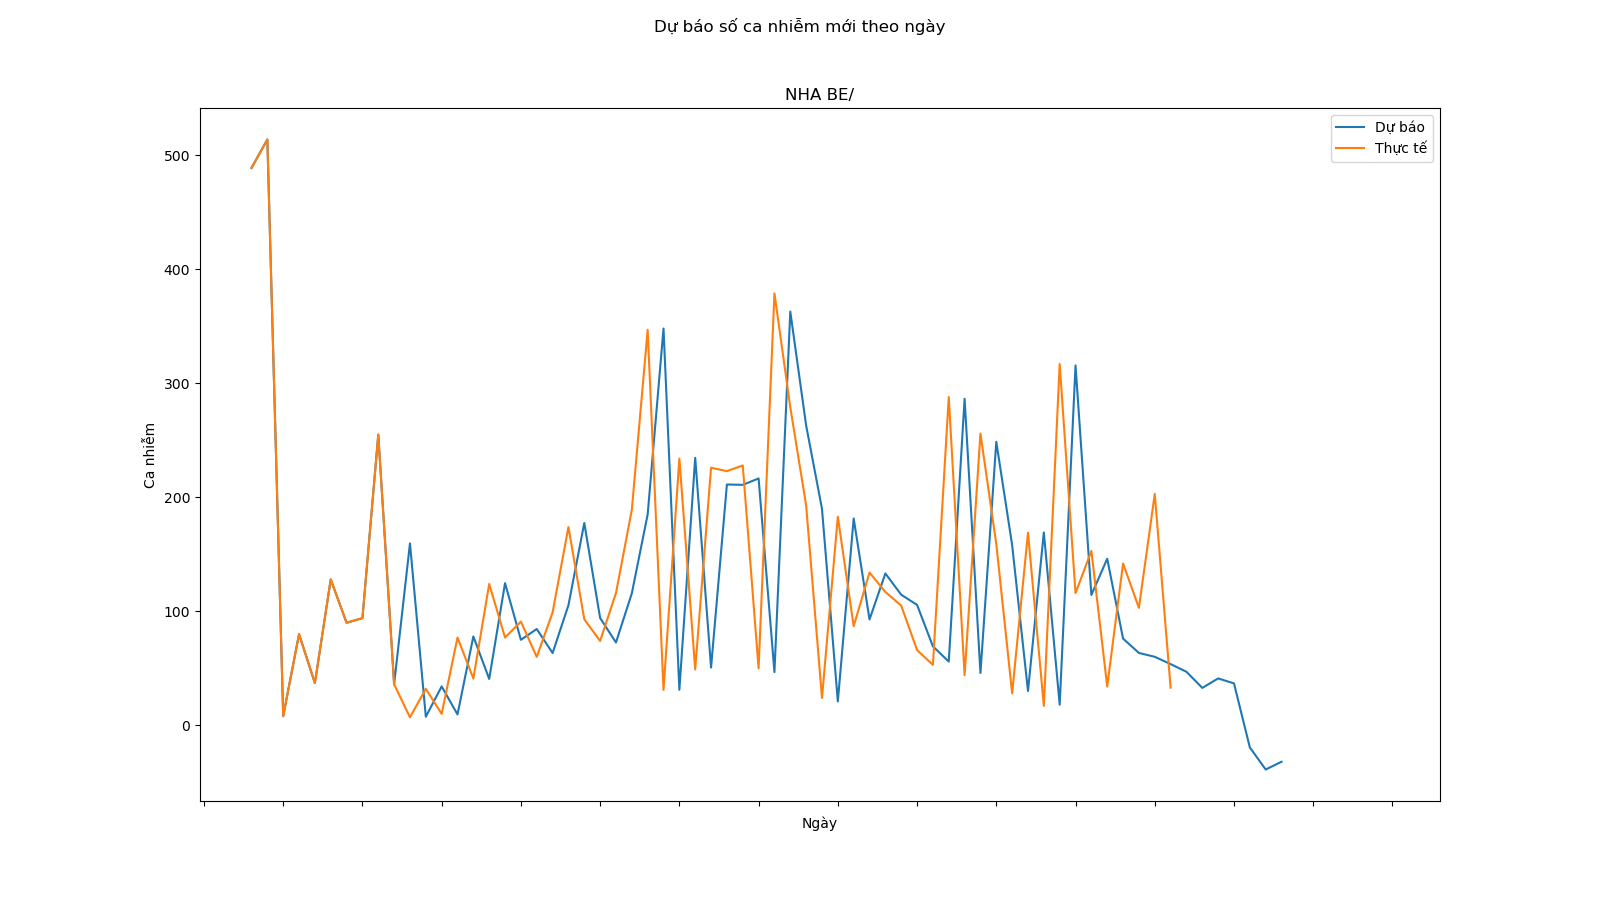 Dự báo số ca nhiễm mới theo ngày
NHA BE/
Dự báo
Thực tế
500
400
300
200
100
0
Ca nhiễm
Ngày